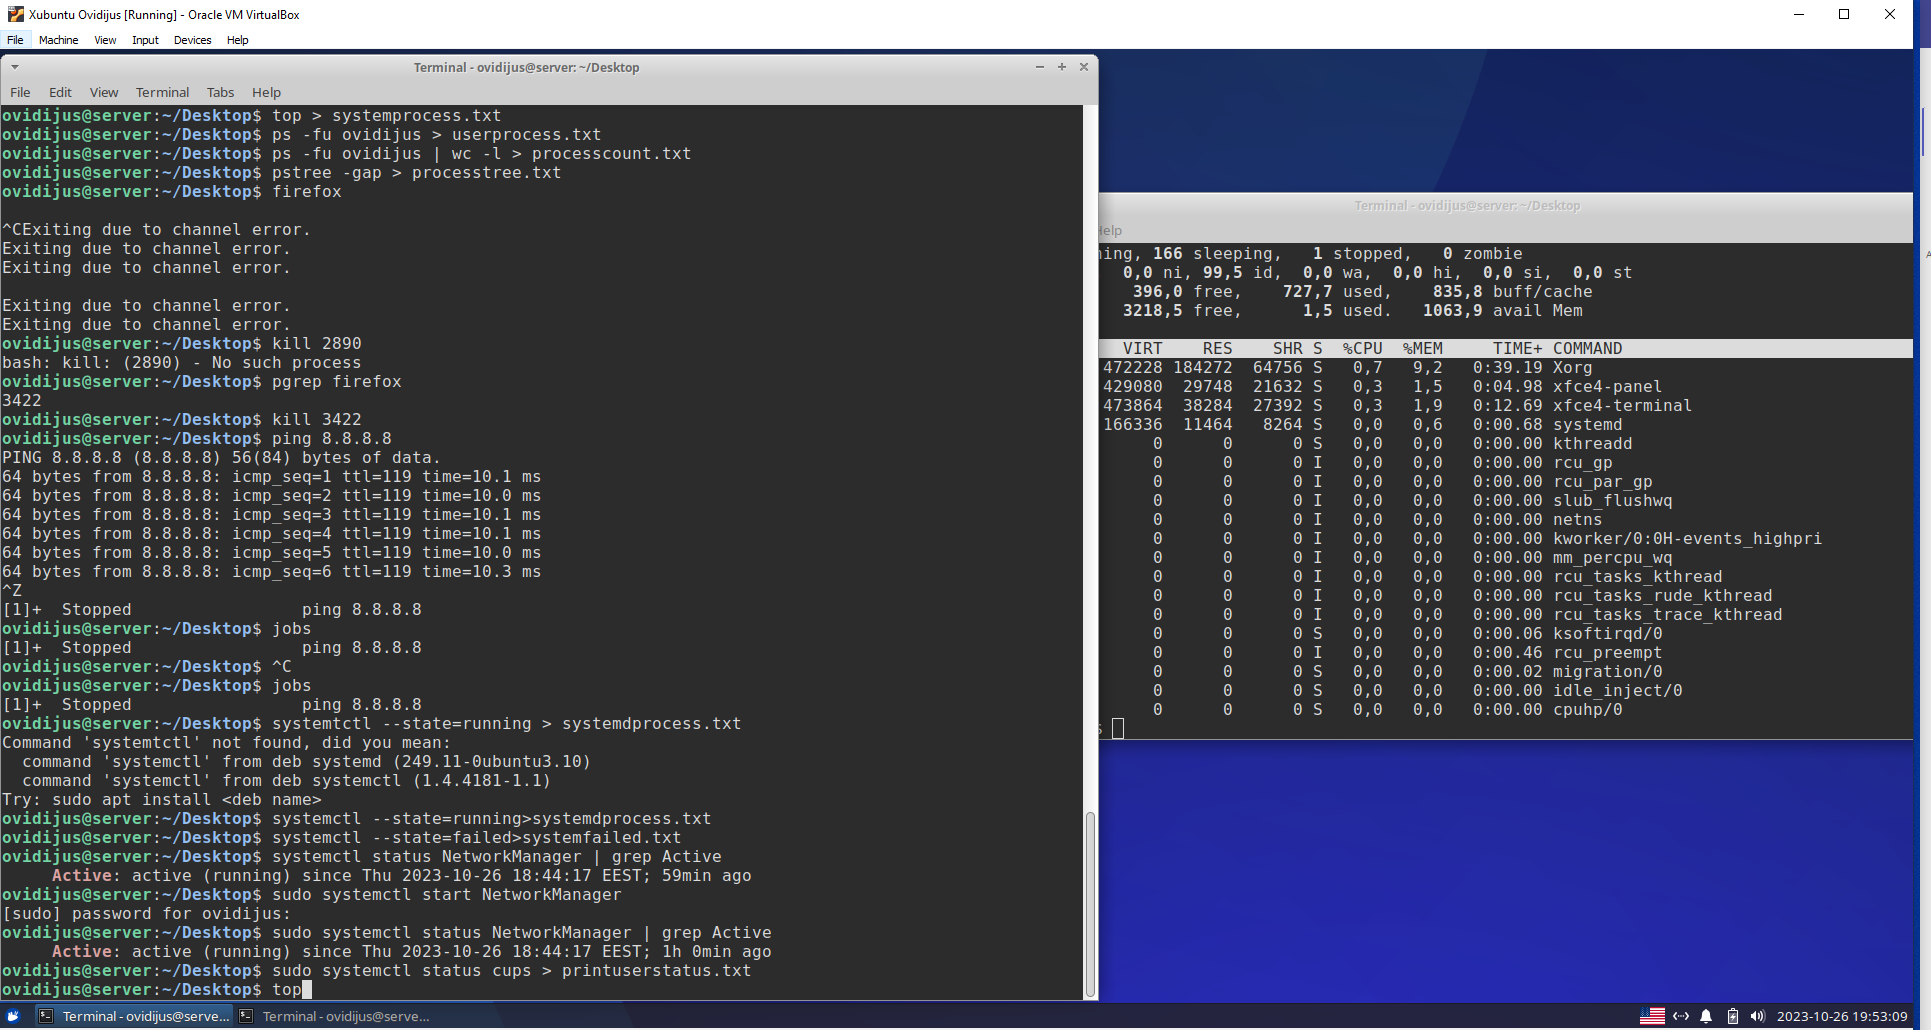 Xubuntu Ovidijus [Running] - Oracle VM VirtualBox
File Machine View Input Devices Help
Terminal - ovidijus@server: ~/Desktop
File Edit View Terminal Tabs Help
ovidijus@server:~/Desktop$ top > systemprocess.txt
ovidijus@server:~/Desktop$ ps -fu ovidijus > userprocess.txt
ovidijus@server:~/Desktop$ ps -fu ovidijus | wc -l > processcount.txt
ovidijus@server:~/Desktop$ pstree -gap > processtree.txt
ovidijus@server:~/Desktop$ firefox
^CExiting due to channel error.
Exiting due to channel error.
Exiting due to channel error.
Exiting due to channel error.
Exiting due to channel error.
ovidijus@server:~/Desktop$ kill 2890
bash: kill: (2890) - No such process
ovidijus@server:~/Desktop$ pgrep firefox
3422
ovidijus@server:~/Desktop$ kill 3422
ovidijus@server:~/Desktop$ ping 8.8.8.8
PING 8.8.8.8 (8.8.8.8) 56(84) bytes of data.
64 bytes from 8.8.8.8: icmp_seq=1 ttl=119 time=10.1 ms
64 bytes from 8.8.8.8: icmp_seq=2 ttl=119 time=10.0 ms
64 bytes from 8.8.8.8: icmp_seq=3 ttl=119 time=10.1 ms
64 bytes from 8.8.8.8: icmp_seq=4 ttl=119 time=10.1 ms
64 bytes from 8.8.8.8: icmp_seq=5 ttl=119 time=10.0 ms
64 bytes from 8.8.8.8: icmp_seq=6 ttl=119 time=10.3 ms
^Z
[1]+  Stopped                 ping 8.8.8.8
ovidijus@server:~/Desktop$ jobs
[1]+  Stopped                 ping 8.8.8.8
ovidijus@server:~/Desktop$ ^C
ovidijus@server:~/Desktop$ jobs
[1]+  Stopped                 ping 8.8.8.8
ovidijus@server:~/Desktop$ systemtctl --state=running > systemdprocess.txt
Command 'systemtctl' not found, did you mean:
  command 'systemctl' from deb systemd (249.11-0ubuntu3.10)
  command 'systemctl' from deb systemctl (1.4.4181-1.1)
Try: sudo apt install <deb name>
ovidijus@server:~/Desktop$ systemctl --state=running>systemdprocess.txt
ovidijus@server:~/Desktop$ systemctl --state=failed>systemfailed.txt
ovidijus@server:~/Desktop$ systemctl status NetworkManager | grep Active
     Active: active (running) since Thu 2023-10-26 18:44:17 EEST; 59min ago
ovidijus@server:~/Desktop$ sudo systemctl start NetworkManager
[sudo] password for ovidijus:
ovidijus@server:~/Desktop$ sudo systemctl status NetworkManager | grep Active
     Active: active (running) since Thu 2023-10-26 18:44:17 EEST; 1h 0min ago
ovidijus@server:~/Desktop$ sudo systemctl status cups > printuserstatus.txt
ovidijus@server:~/Desktop$ top
Terminal - ovidijus@server: ~/Desktop
Help
ning, 166 sleeping,   1 stopped,   0 zombie
0,0 ni, 99,5 id,  0,0 wa,  0,0 hi,  0,0 si,  0,0 st
396,0 free,    727,7 used,    835,8 buff/cache
3218,5 free,      1,5 used.   1063,9 avail Mem
VIRT    RES    SHR S  %CPU  %MEM     TIME+ COMMAND
472228 184272  64756 S   0,7   9,2   0:39.19 Xorg
429080  29748  21632 S   0,3   1,5   0:04.98 xfce4-panel
473864  38284  27392 S   0,3   1,9   0:12.69 xfce4-terminal
166336  11464   8264 S   0,0   0,6   0:00.68 systemd
0      0      0 S   0,0   0,0   0:00.00 kthreadd
0      0      0 I   0,0   0,0   0:00.00 rcu_gp
0      0      0 I   0,0   0,0   0:00.00 rcu_par_gp
0      0      0 I   0,0   0,0   0:00.00 slub_flushwq
0      0      0 I   0,0   0,0   0:00.00 netns
0      0      0 I   0,0   0,0   0:00.00 kworker/0:0H-events_highpri
0      0      0 I   0,0   0,0   0:00.00 mm_percpu_wq
0      0      0 I   0,0   0,0   0:00.00 rcu_tasks_kthread
0      0      0 I   0,0   0,0   0:00.00 rcu_tasks_rude_kthread
0      0      0 I   0,0   0,0   0:00.00 rcu_tasks_trace_kthread
0      0      0 S   0,0   0,0   0:00.06 ksoftirqd/0
0      0      0 I   0,0   0,0   0:00.46 rcu_preempt
0      0      0 S   0,0   0,0   0:00.02 migration/0
0      0      0 S   0,0   0,0   0:00.00 idle_inject/0
0      0      0 S   0,0   0,0   0:00.00 cpuhp/0
Terminal - ovidijus@serve... Terminal - ovidijus@serve... 2023-10-26 19:53:09